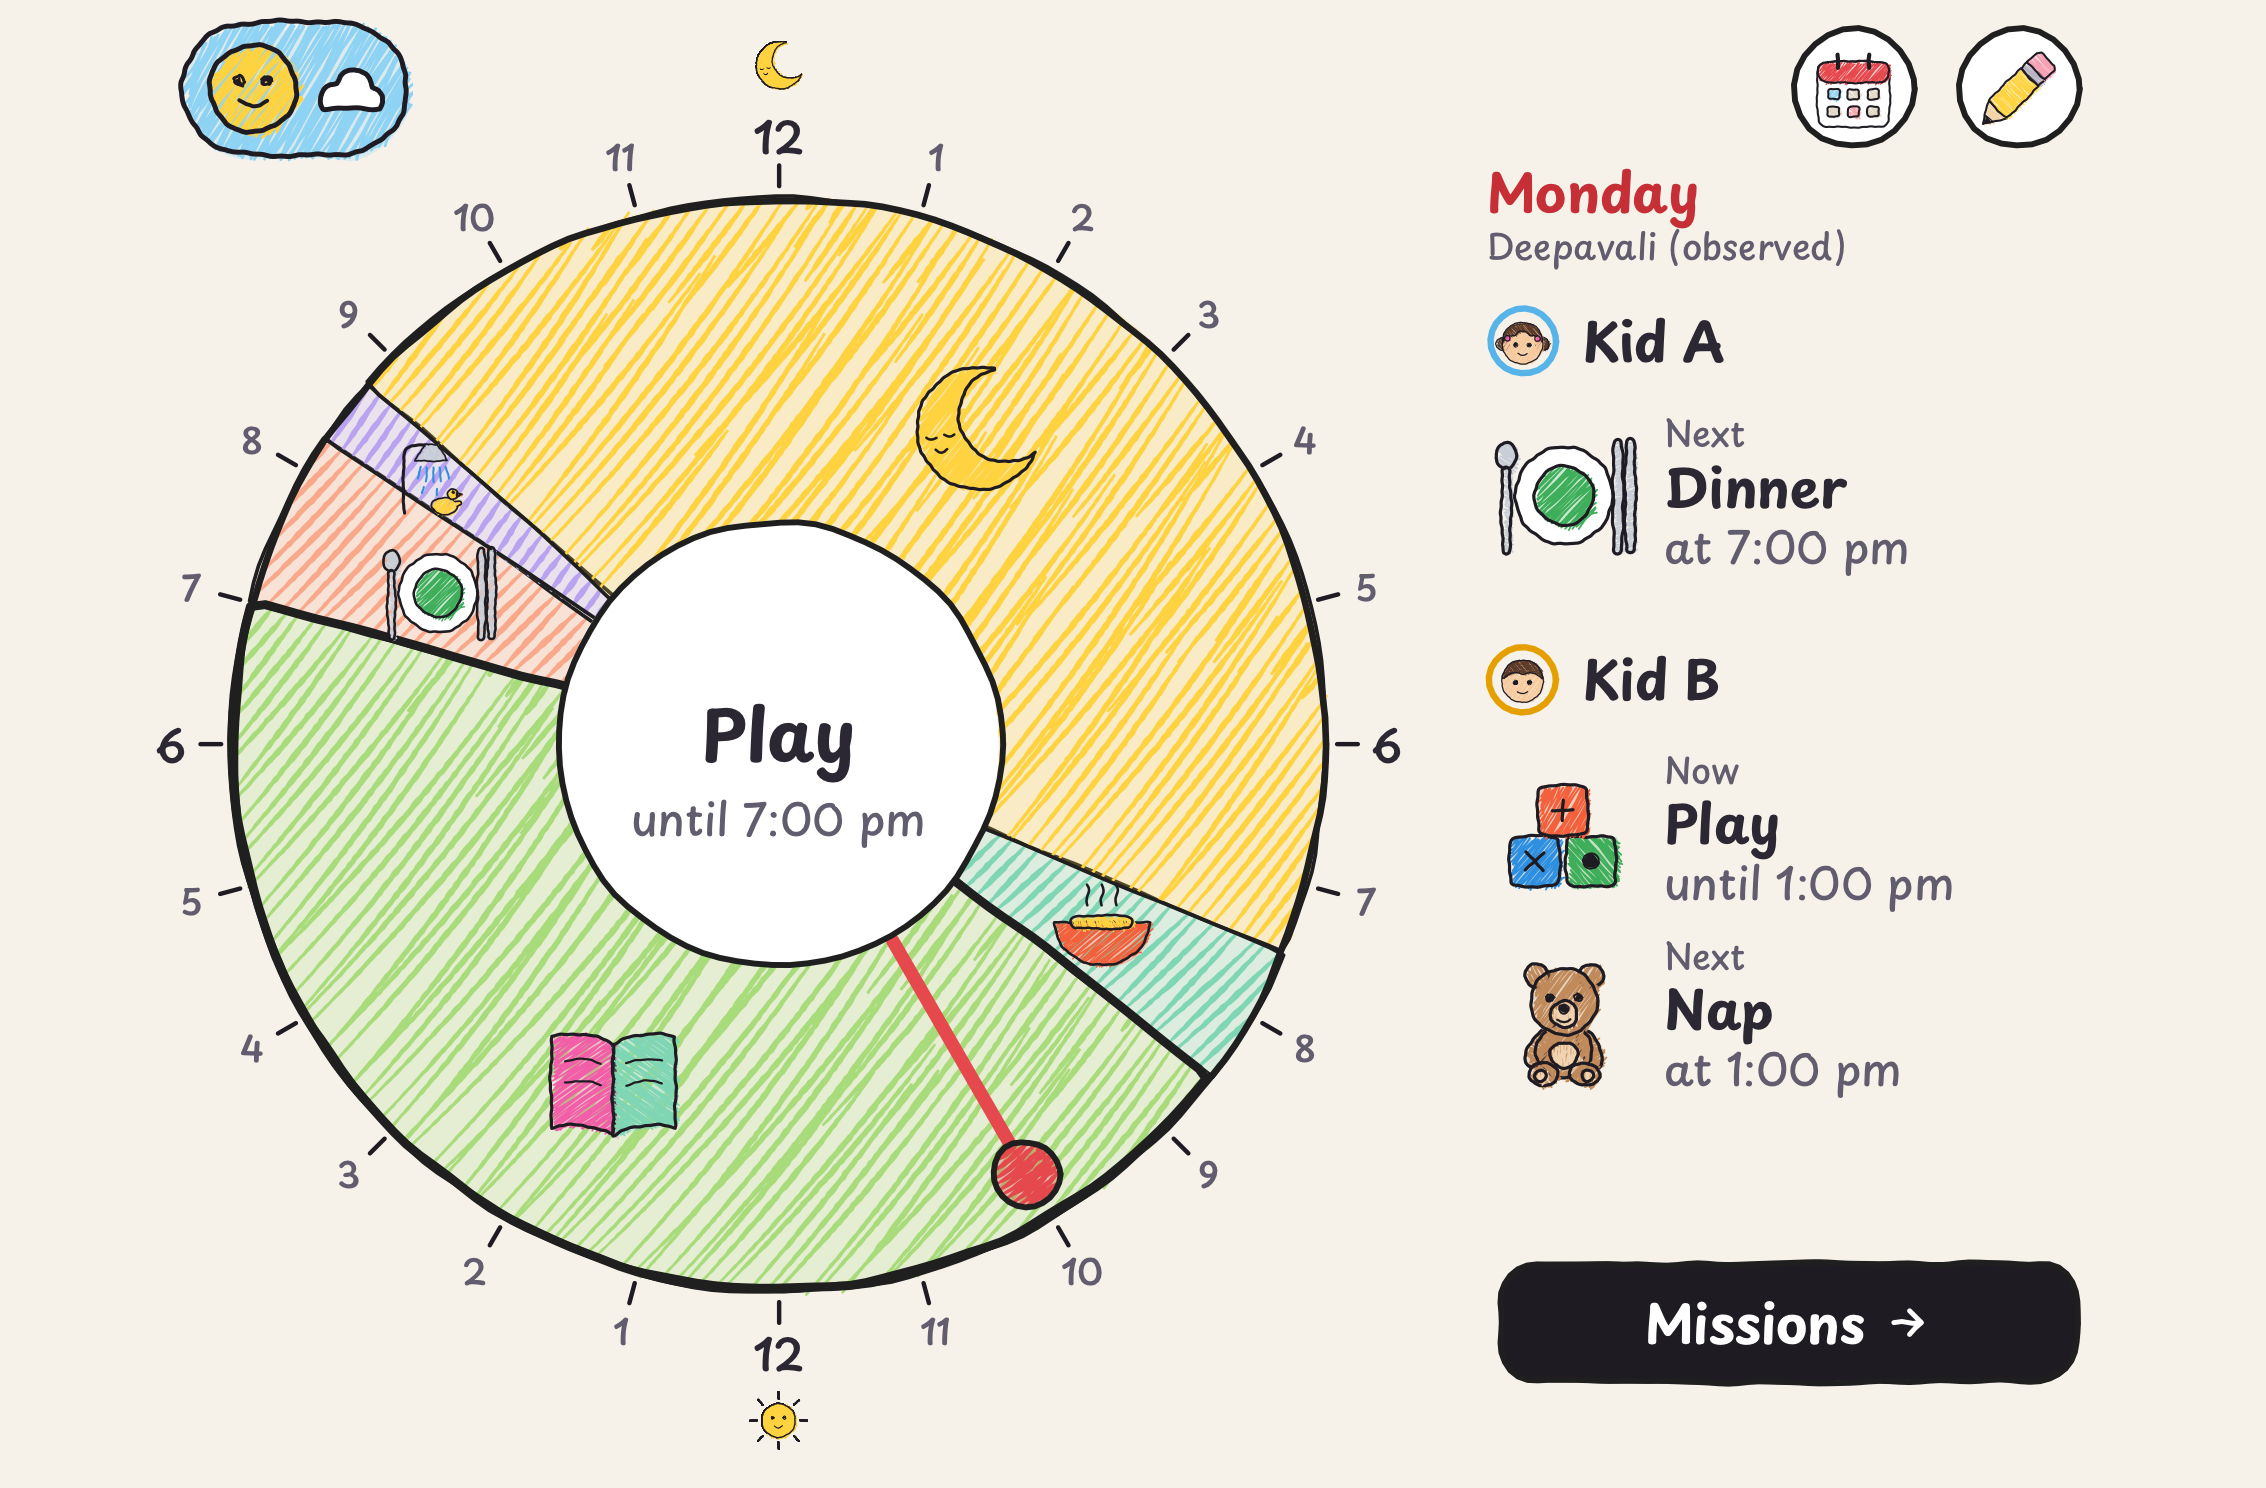 12
11
1
10
2
9
3
8
4
7
5
6
6
5
7
4
8
3
9
2
10
1
11
12
Play
until 7:00 pm
Monday
Deepavali (observed)
Kid A
Next
Dinner
at 7:00 pm
Kid B
Now
Play
until 1:00 pm
Next
Nap
at 1:00 pm
Missions →